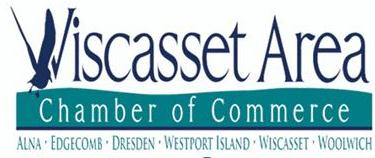 Wiscasset Area
Chamber of Commerce
ALNA · EDGECOMB · DRESDEN · WESTPORT ISLAND · WISCASSET · WOOLWICH